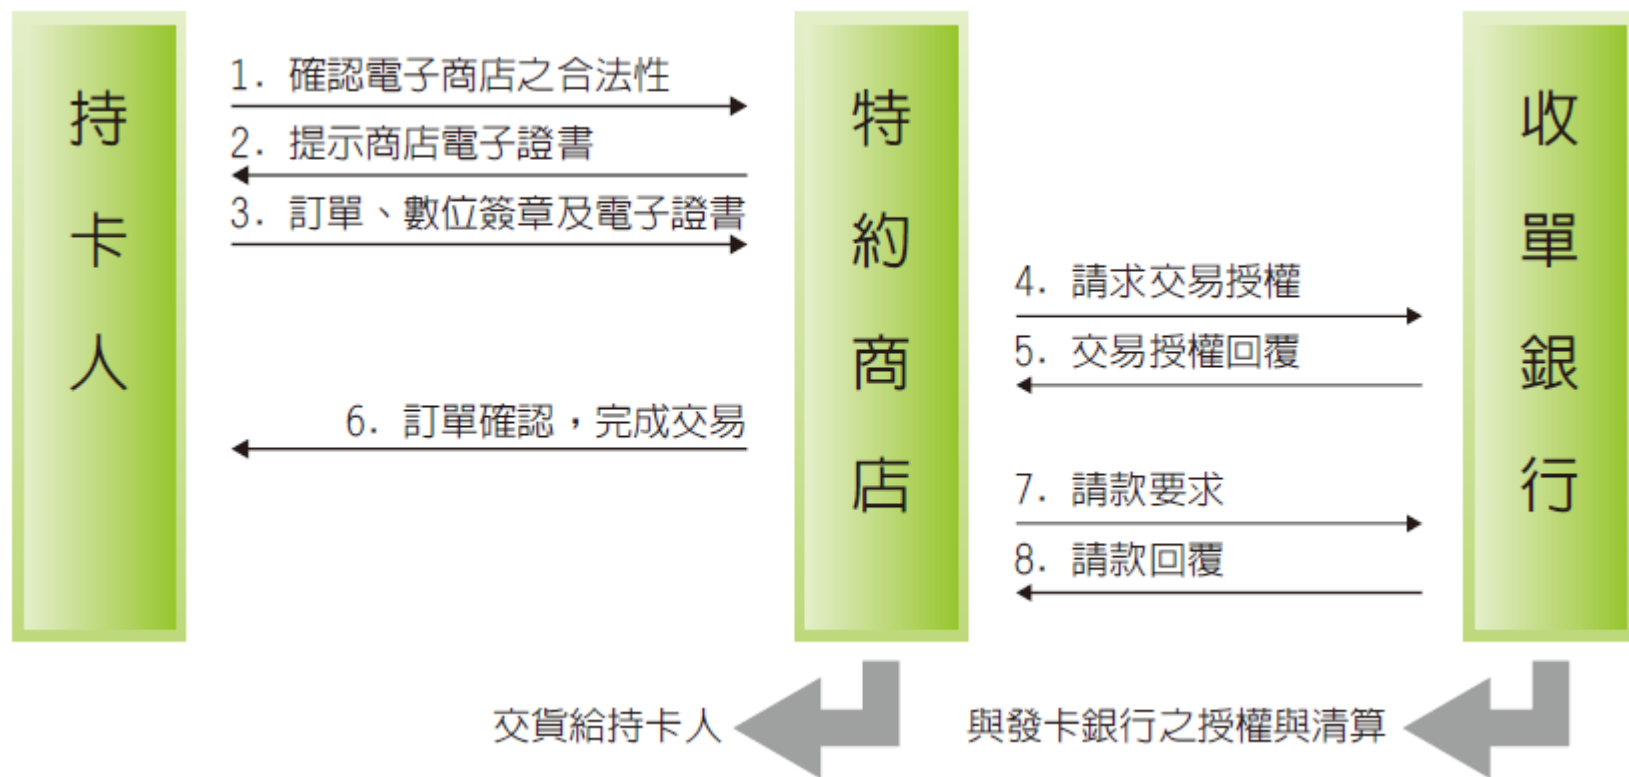 持卡人
1. 確認電子商店之合法性
2. 提示商店電子證書
3. 訂單、數位簽章及電子證書
6. 訂單確認，完成交易
特約商店
4. 請求交易授權
5. 交易授權回覆
7. 請款要求
8. 請款回覆
收單銀行
交貨給持卡人
與發卡銀行之授權與清算